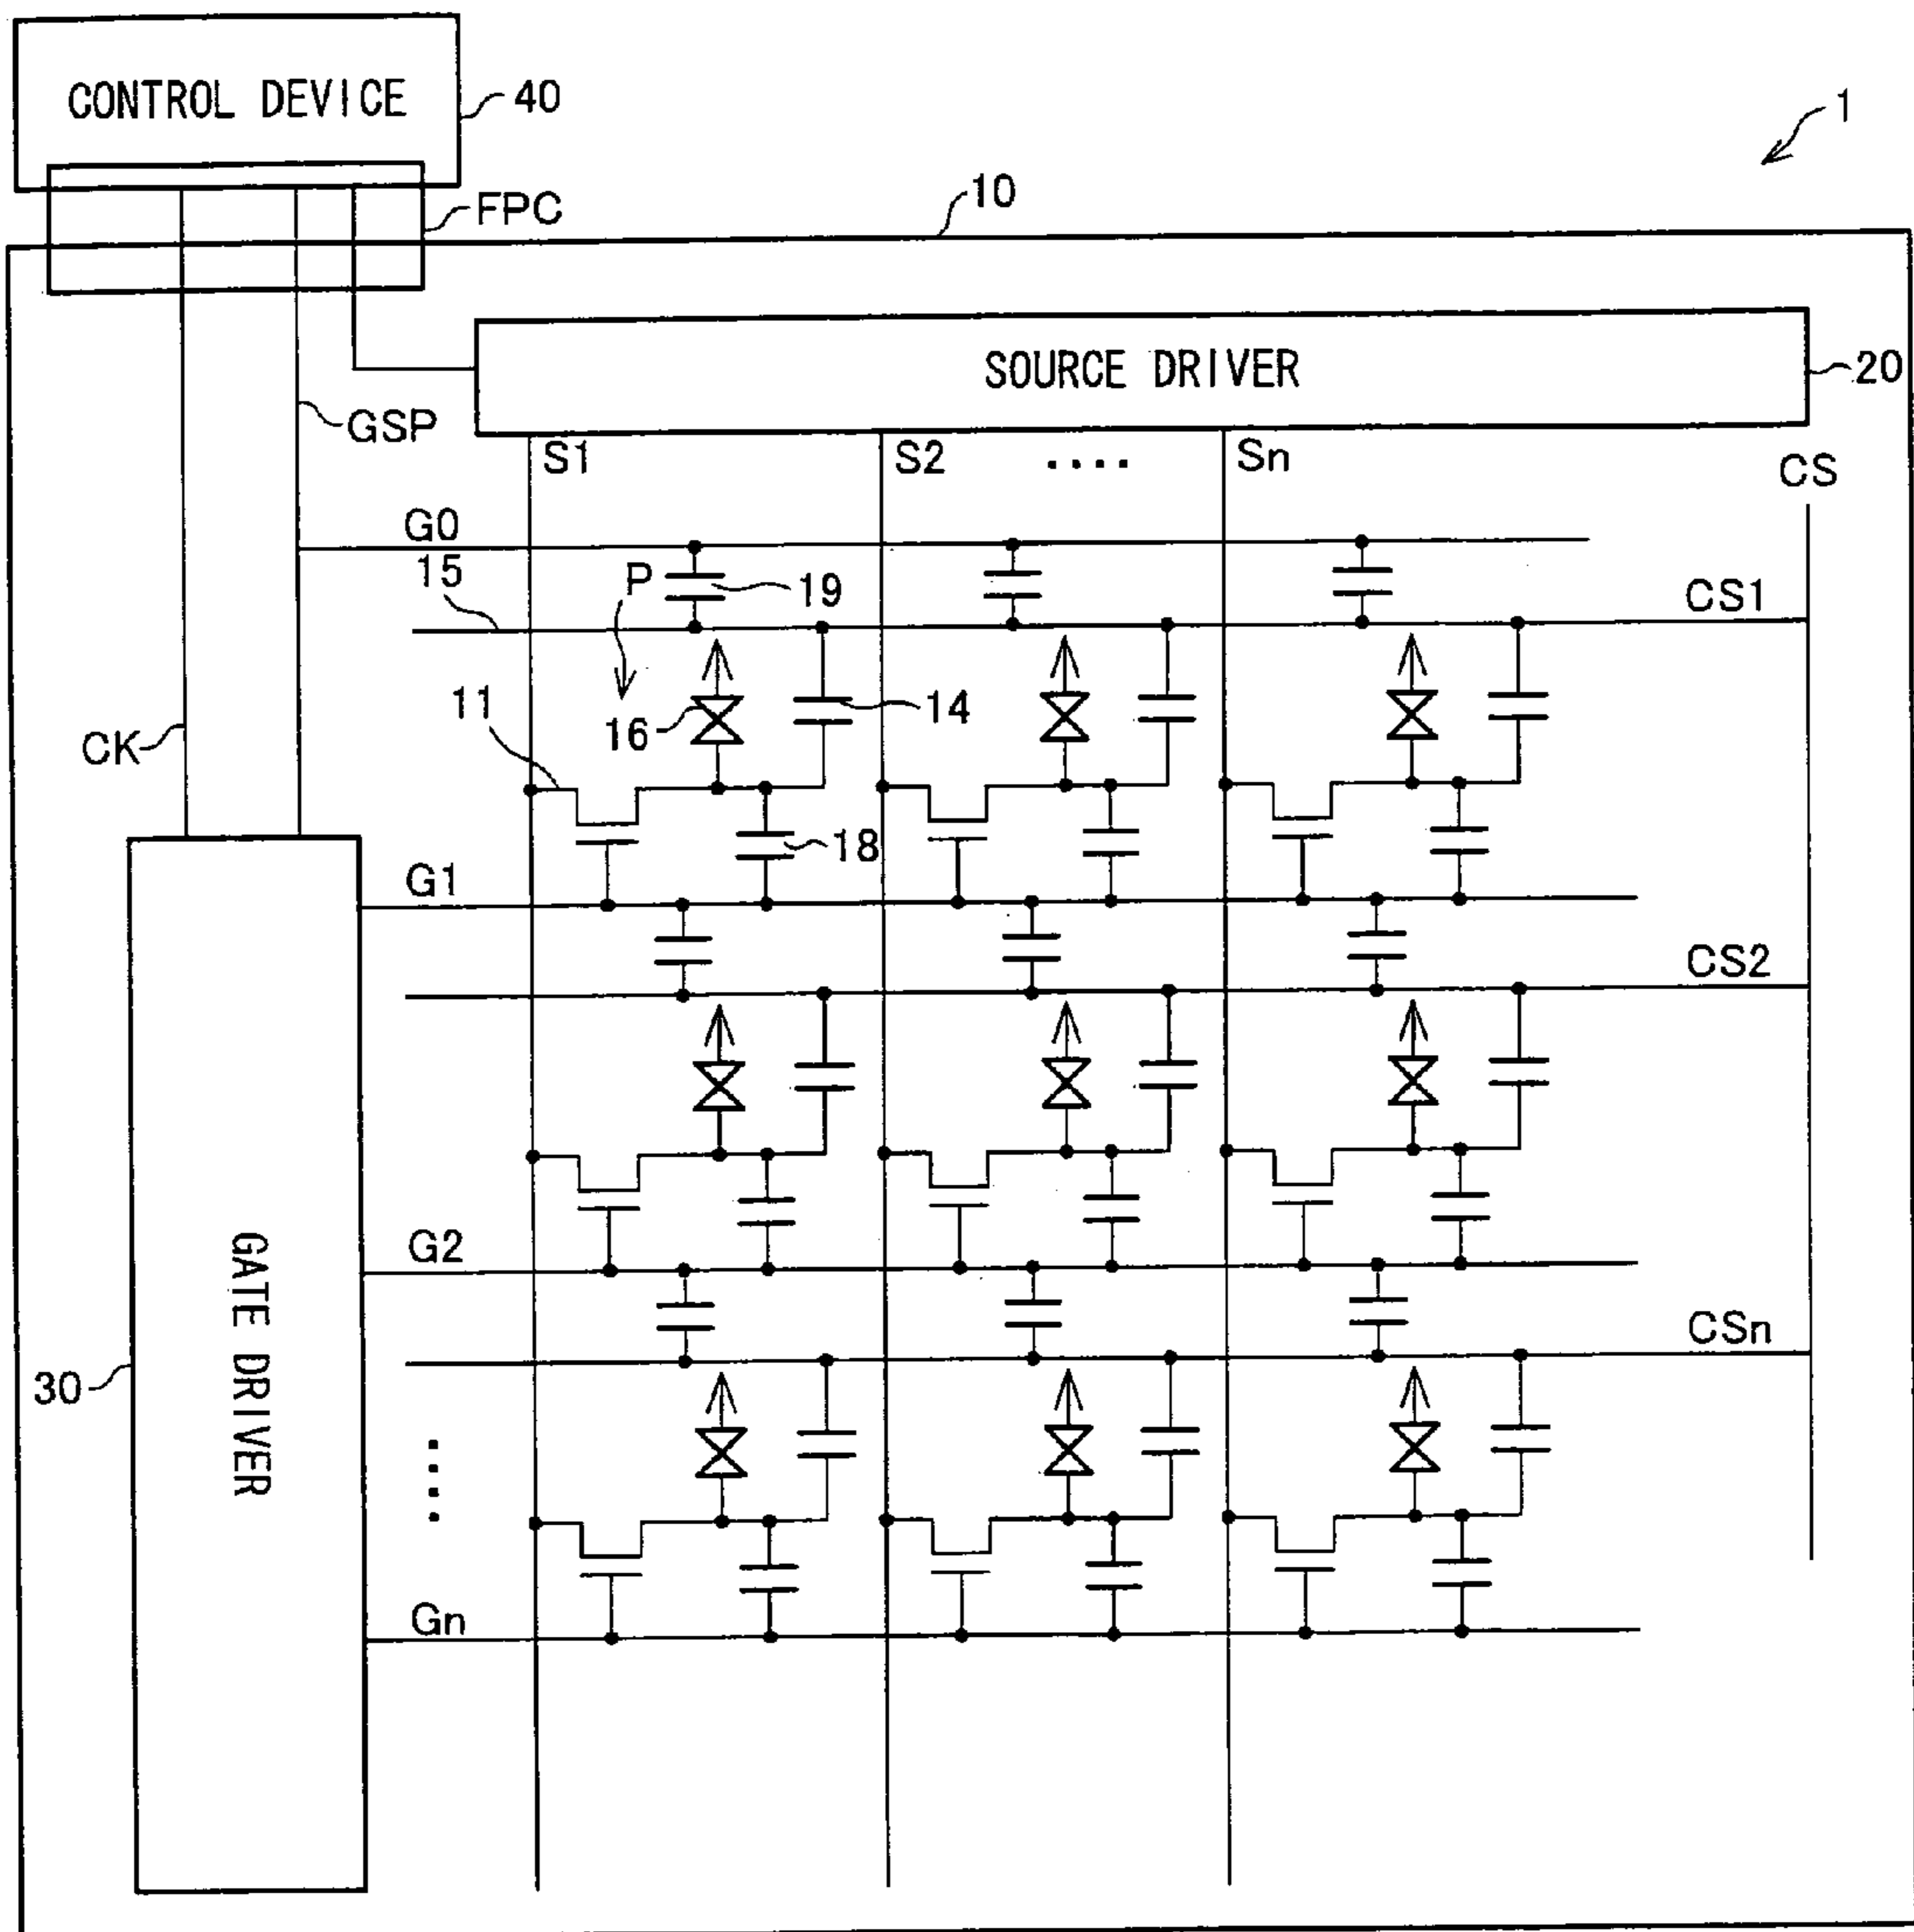 CONTROL DEVICE
40
1
FPC
10
SOURCE DRIVER
20
GSP
S1
S2
....
Sn
CS
G0
15
P
19
CS1
11
16
14
CK
18
G1
CS2
G2
GATE DRIVER
CSn
30
....
Gn